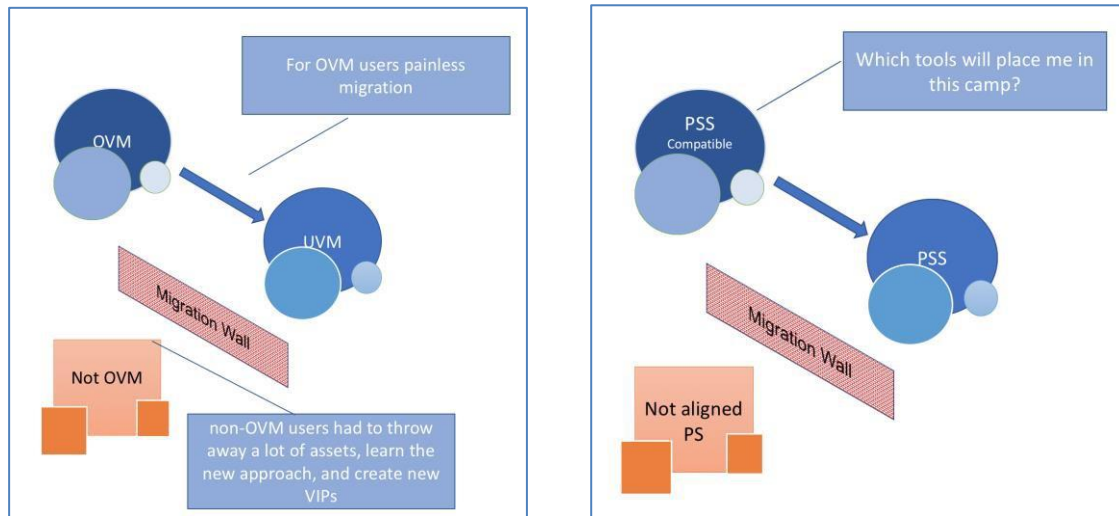 For OVM users painless
migration
OVM
UVM
Migration Wall
Not OVM
non-OVM users had to throw
away a lot of assets, learn the
new approach, and create new
VIPs
Which tools will place me in
this camp?
PSS
Compatible
PSS
Migration Wall
Not aligned
PS